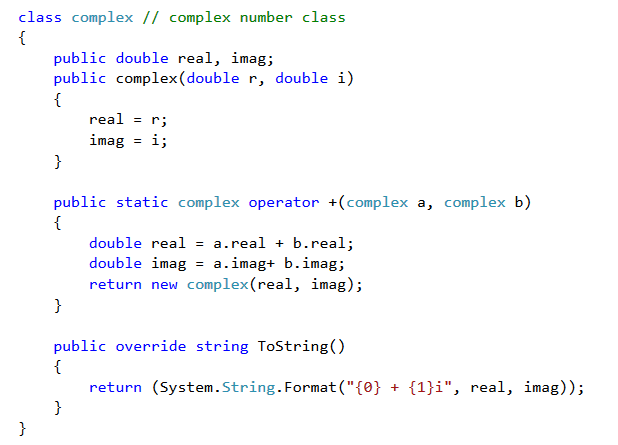 class complex // complex number class
{
    public double real, imag;
    public complex(double r, double i)
    {
        real = r;
        imag = i;
    }

    public static complex operator +(complex a, complex b)
    {
        double real = a.real + b.real;
        double imag = a.imag+ b.imag;
        return new complex(real, imag);
    }

    public override string ToString()
    {
        return (System.String.Format("{0} + {1}i", real, imag));
    }
}